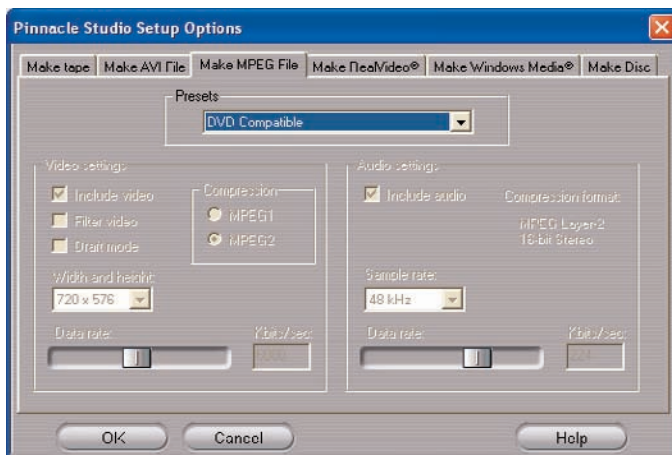 Pinnacle Studio Setup Options
Make tape
Make AVI File
Make MPEG File
Make RealVideo®
Make Windows Media®
Make Disc
Presets
DVD Compatible
Video settings
Include video
Filter video
Draft mode
Compression
MPEG1
MPEG2
Width and height:
720 x 576
Data rate:
Kbits/sec:
6000
Audio settings
Include audio
Compression format:
MPEG Layer-2
16-bit Stereo
Sample rate:
48 kHz
Data rate:
Kbits/sec:
224
OK
Cancel
Help